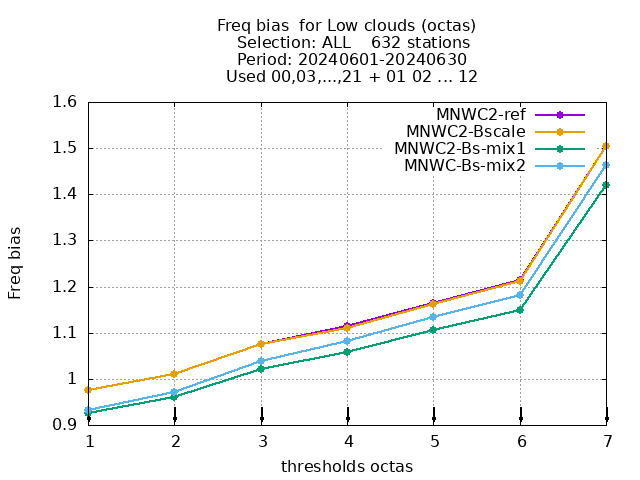 Freq bias  for Low clouds (octas)
Selection: ALL    632 stations
Period: 20240601-20240630
Used 00,03,...,21 + 01 02 ... 12
MNWC2-ref
MNWC2-Bscale
MNWC2-Bs-mix1
MNWC-Bs-mix2
1.6
1.5
1.4
1.3
1.2
1.1
1
0.9
Freq bias
1 2 3 4 5 6 7
thresholds octas